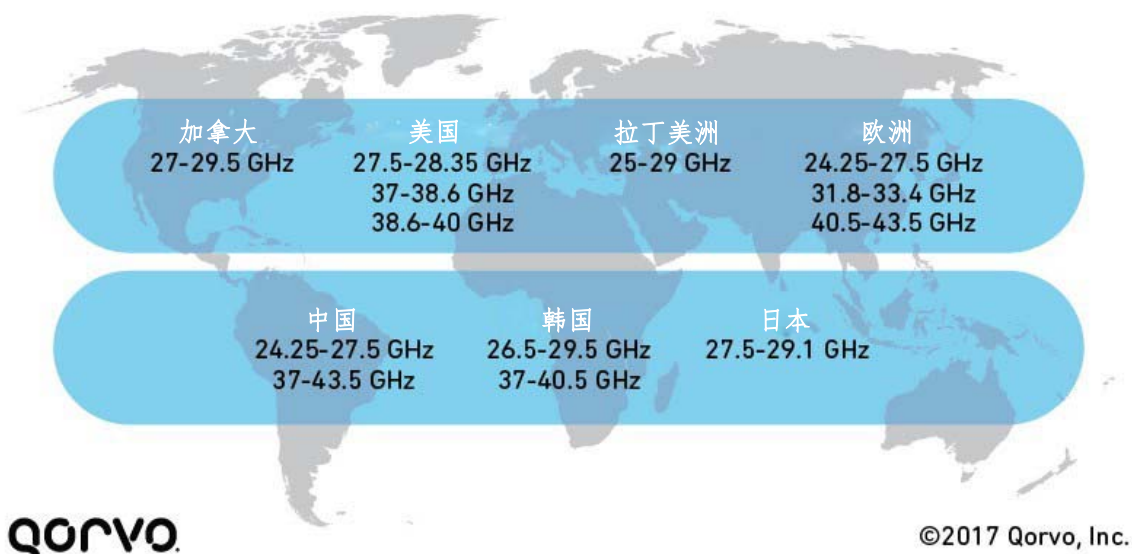 加拿大 美国 拉丁美洲 欧洲
27-29.5 GHz 27.5-28.35 GHz 25-29 GHz 24.25-27.5 GHz
37-38.6 GHz 31.8-33.4 GHz
38.6-40 GHz 40.5-43.5 GHz
中国 韩国 日本
24.25-27.5 GHz 26.5-29.5 GHz 27.5-29.1 GHz
37-43.5 GHz 37-40.5 GHz
QORVO. ©2017 Qorvo, Inc.